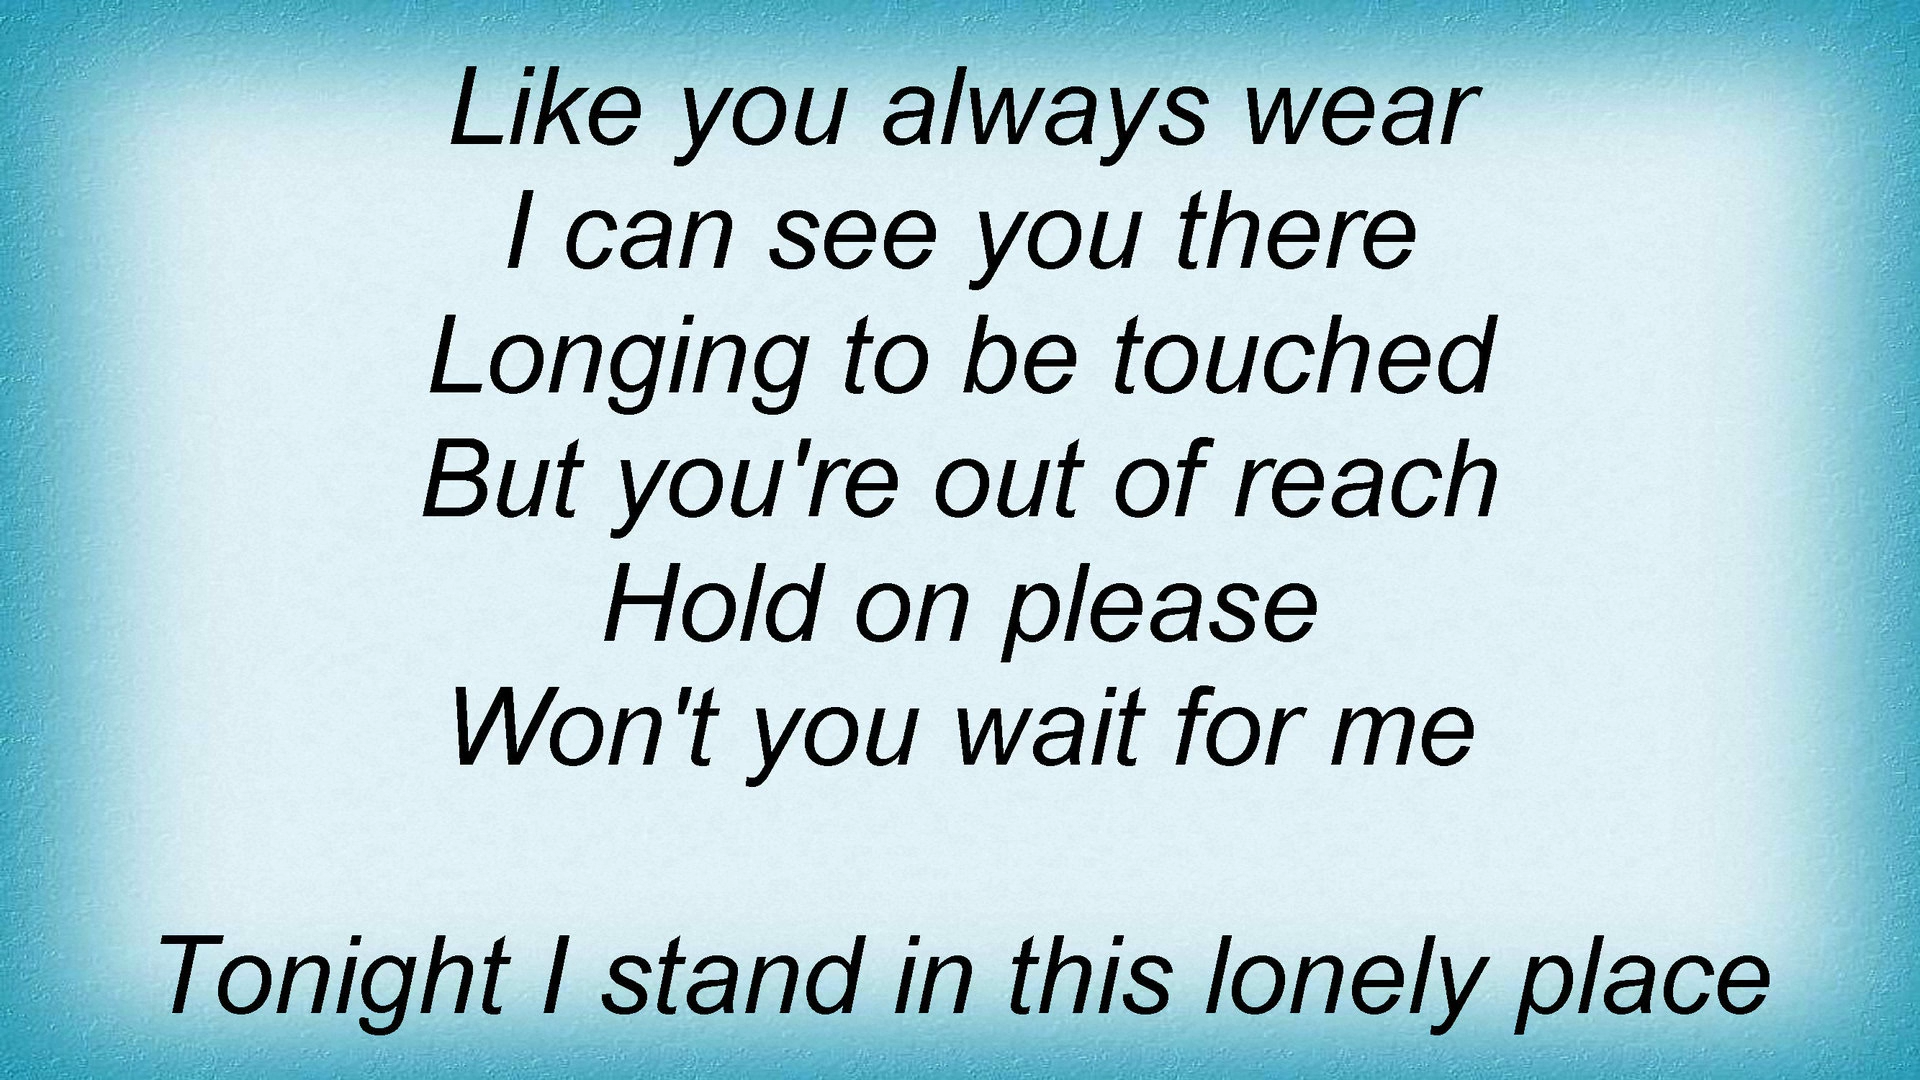 Like you always wear
I can see you there
Longing to be touched
But you're out of reach
Hold on please
Won't you wait for me
Tonight I stand in this lonely place